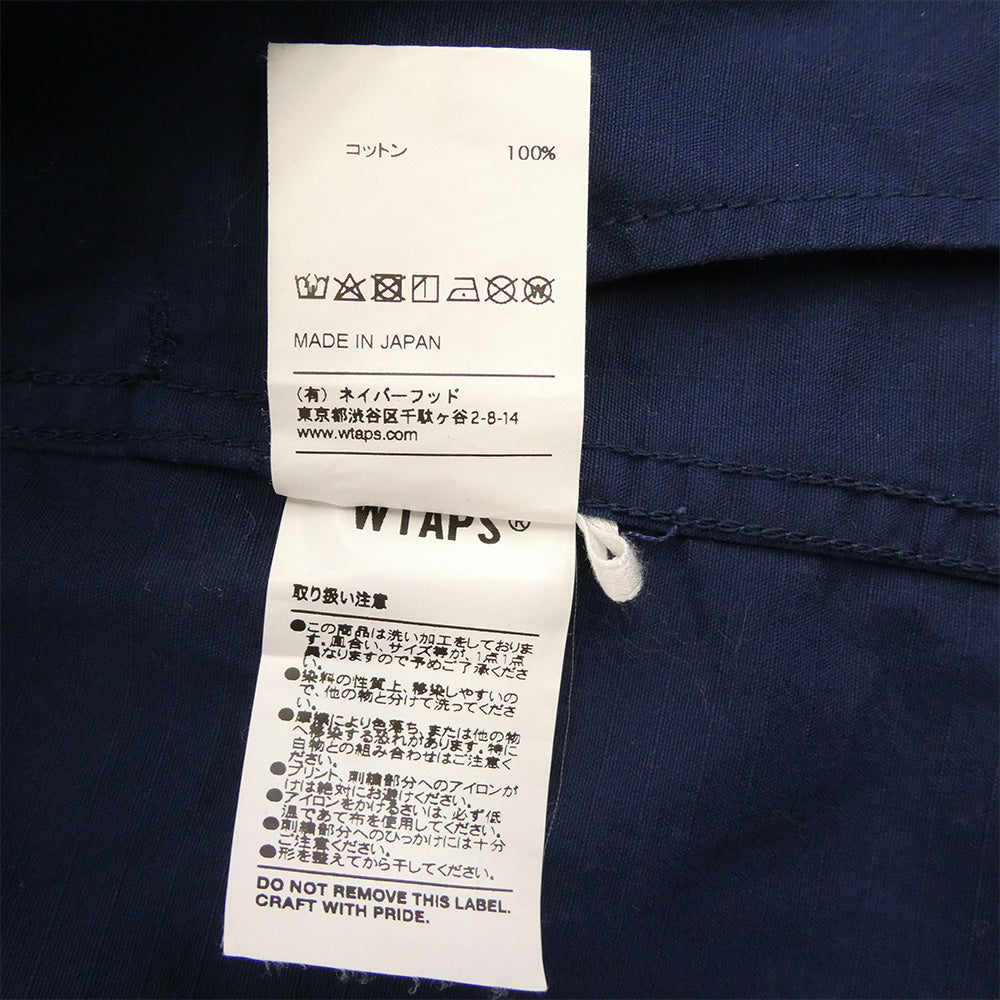 コットン 100%
MADE IN JAPAN
(有) ネイバーフッド
東京都渋谷区千駄ヶ谷2-8-14
www.wtaps.com
WTAPS®
取り扱い注意
●この商品は洗い加工をしておりま
す。風合い、サイズ等が、1点1点
異なりますので予めご了承くださ
い。
●染料の性質上、移染しやすいの
で、他の物と分けて洗ってくださ
い。
●摩擦により色落ち、または他の物
へ移染する恐れがあります。特に
白物との組み合わせはご注意く
ださい。
●プリント、刺繍部分へのアイロンが
けは絶対にお避けください。
●アイロンをかけるさいは、必ず低
温であて布を使用してください。
●刺繍部分へのひっかけには十分
ご注意ください。
●形を整えてから干してください。
DO NOT REMOVE THIS LABEL.
CRAFT WITH PRIDE.